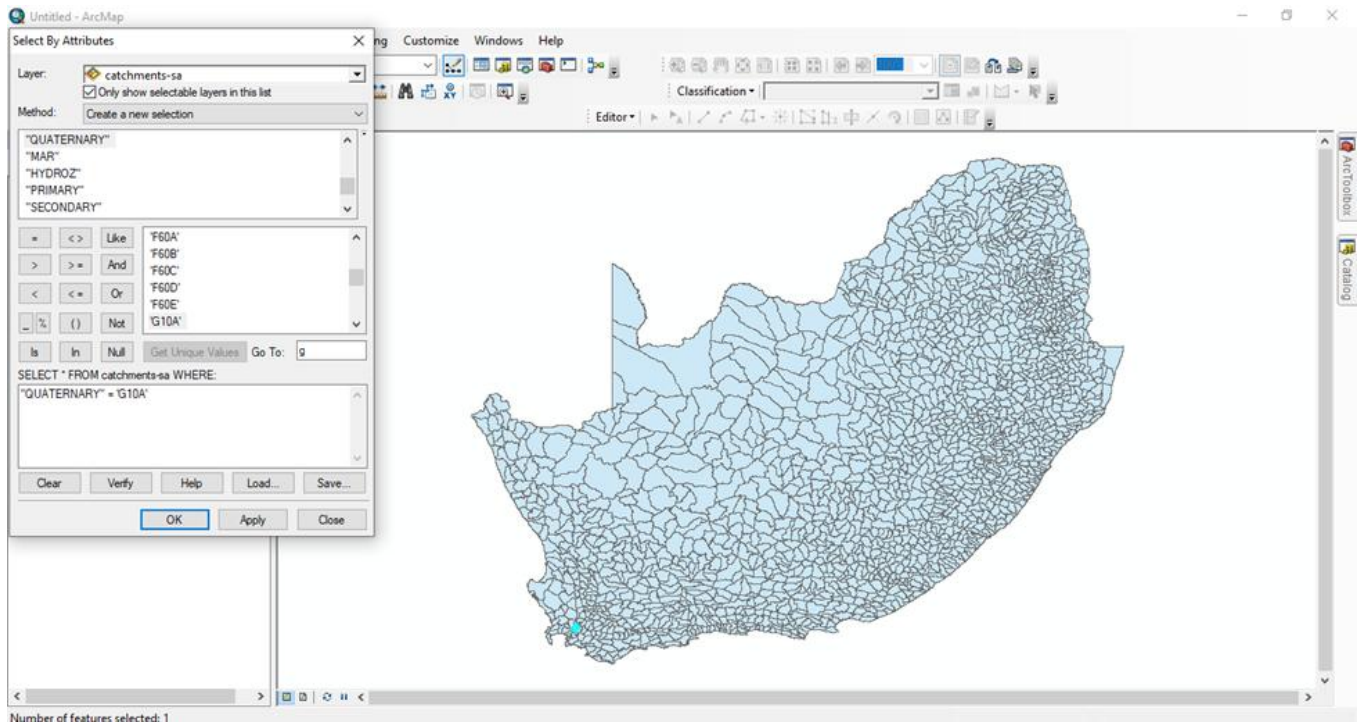 Untitled - ArcMap
Select By Attributes
ng Customize Windows Help
Layer:
catchments-sa
Only show selectable layers in this list
Method:
Create a new selection
Classification
Editor
"QUATERNARY"
"MAR"
"HYDROZ"
"PRIMARY"
"SECONDARY"
= <> Like
> >= And
< <= Or
_ % () Not
Is In Null
'F60A'
'F60B'
'F60C'
'F60D'
'F60E'
'G10A'
Get Unique Values Go To: g
SELECT * FROM catchments-sa WHERE:
"QUATERNARY" = 'G10A'
Clear Verify Help Load... Save...
OK Apply Close
ArcToolbox
Catalog
Number of features selected: 1